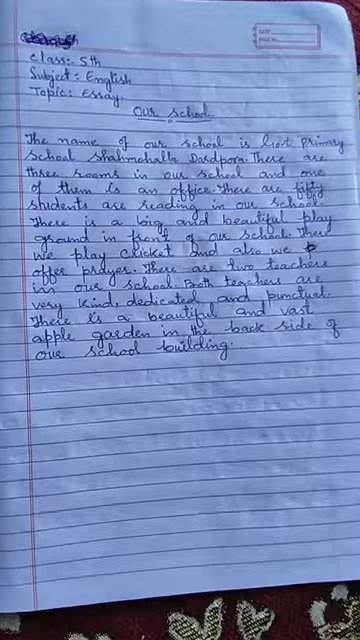 DATE
PAGE
Class:- 5th
Subject: English
Topic: Essay
Our School
The name of our school is Govt primary
school Shahmohalla Dardpora. There are
three rooms in our school and one
of them is an office. There are fifty
students are reading in our school.
There is a big and beautiful play
ground in front of our school. There
we play cricket and also we
offer prayer. There are two teachers
in our school. Both teachers are
very kind, dedicated and punctual.
There is a beautiful and vast
apple garden in the back side of
our school building.